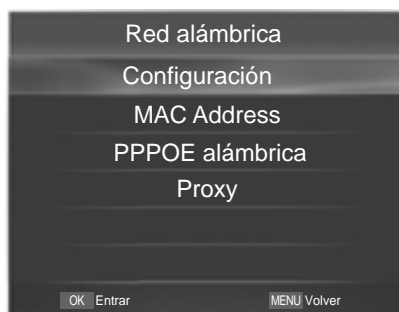 Red alámbrica
Configuración
MAC Address
PPPOE alámbrica
Proxy
OK Entrar MENU Volver